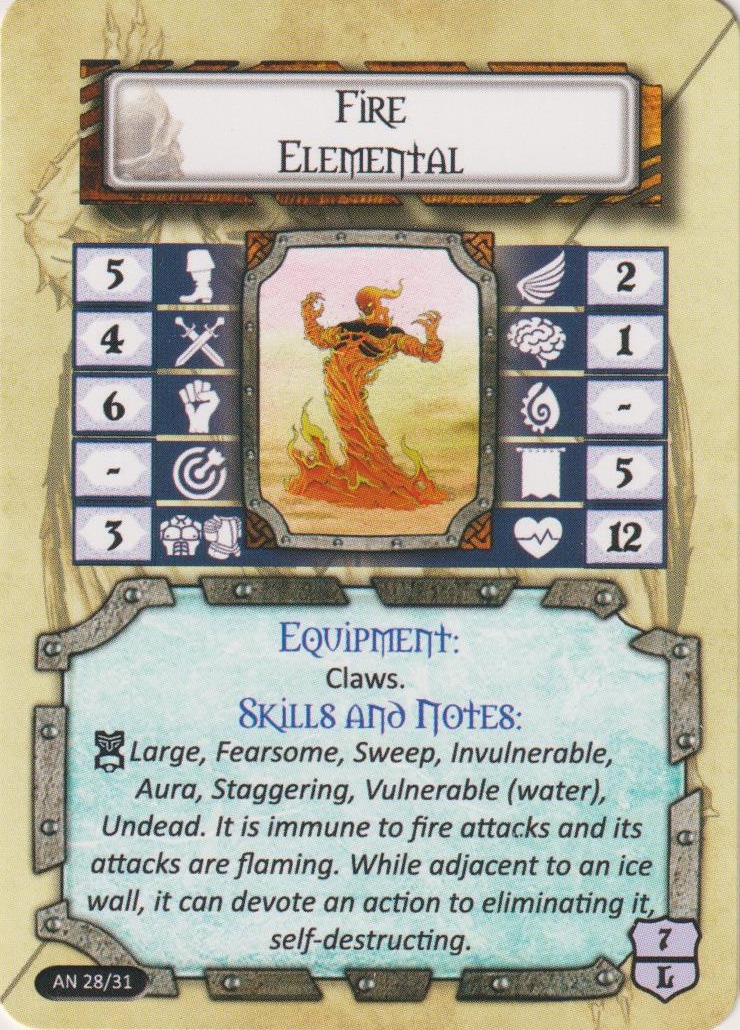 Fire
Elemental
5
2
4
1
6
-
-
5
3
12
Equipment:
Claws.
Skills and Notes:
Large, Fearsome, Sweep, Invulnerable,
Aura, Staggering, Vulnerable (water),
Undead. It is immune to fire attacks and its
attacks are flaming. While adjacent to an ice
wall, it can devote an action to eliminating it,
self-destructing.
7
L
AN 28/31